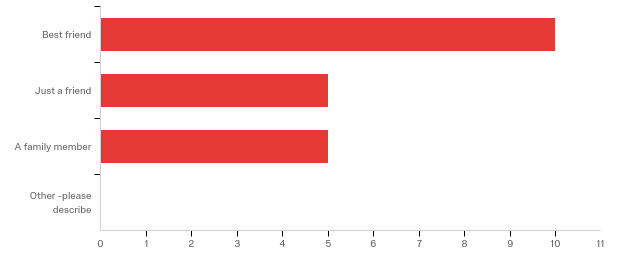 Best friend
Just a friend
A family member
Other -please
describe
0 1 2 3 4 5 6 7 8 9 10 11